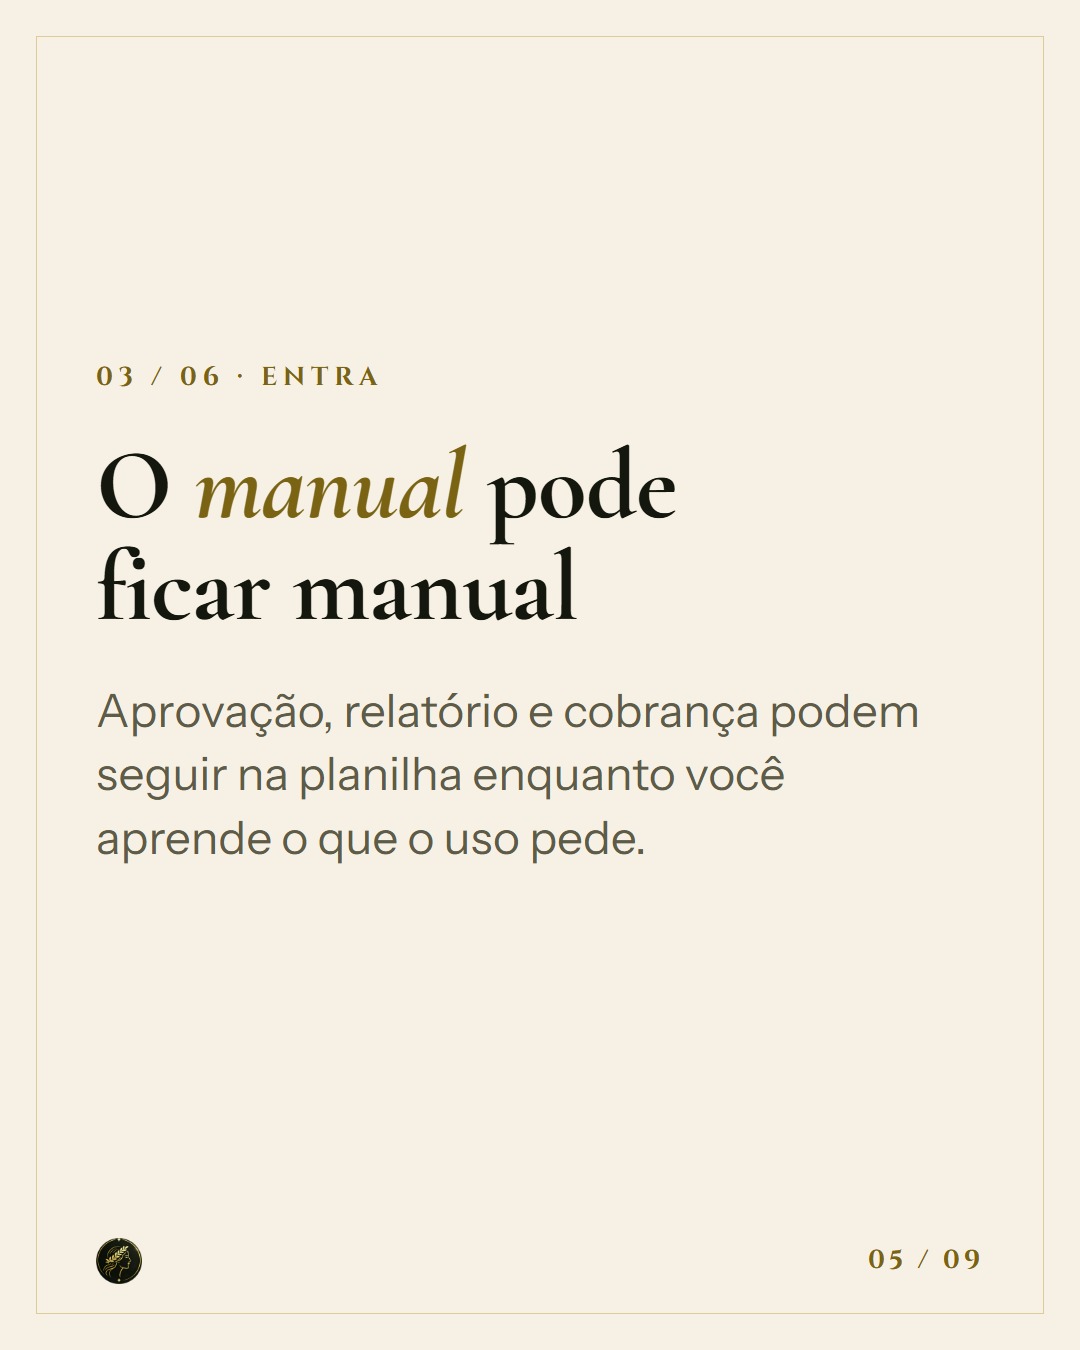 03 / 06 · ENTRA
O manual pode
ficar manual
Aprovação, relatório e cobrança podem
seguir na planilha enquanto você
aprende o que o uso pede.
05 / 09